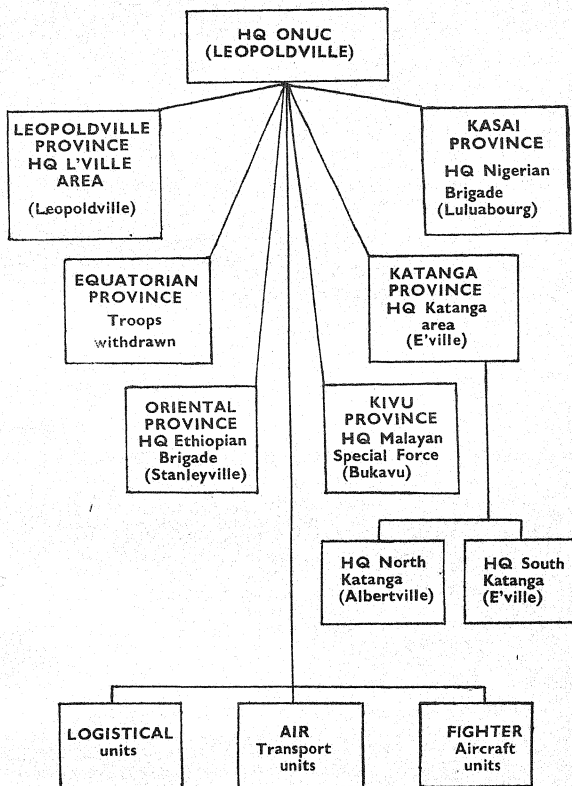 HQ ONUC
(LEOPOLDVILLE)
LEOPOLDVILLE
PROVINCE
HQ L'VILLE
AREA
(Leopoldville)
KASAI
PROVINCE
HQ Nigerian
Brigade
(Luluabourg)
EQUATORIAN
PROVINCE
Troops
withdrawn
KATANGA
PROVINCE
HQ Katanga
area
(E'ville)
ORIENTAL
PROVINCE
HQ Ethiopian
Brigade
(Stanleyville)
KIVU
PROVINCE
HQ Malayan
Special Force
(Bukavu)
HQ North
Katanga
(Albertville)
HQ South
Katanga
(E'ville)
LOGISTICAL
units
AIR
Transport
units
FIGHTER
Aircraft
units